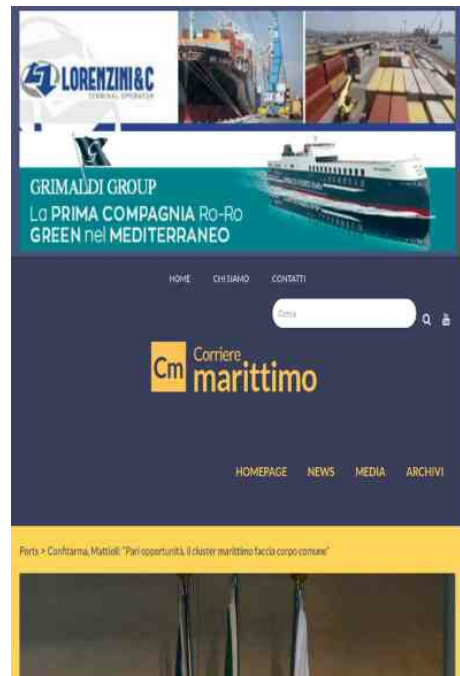 LORENZINI & C
TERMINAL OPERATOR
GRIMALDI GROUP
La PRIMA COMPAGNIA Ro-Ro
GREEN nel MEDITERRANEO
HOME CHI SIAMO CONTATTI
Cerca
Cm Corriere
marittimo
HOMEPAGE NEWS MEDIA ARCHIVI
Ports > Confitarma, Mattioli: "Pari opportunità, il cluster marittimo faccia corpo comune"